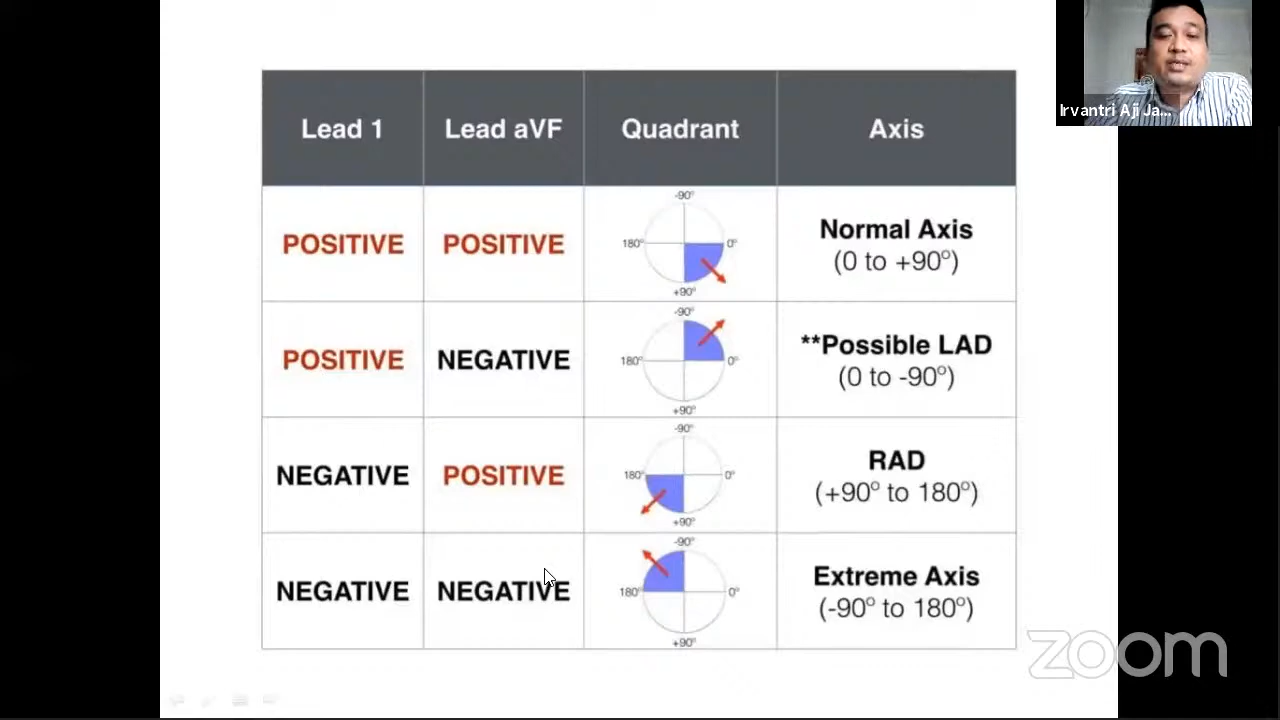 Irvantri Aji Ja...
Lead 1 Lead aVF Quadrant Axis
-90°
180° 0°
+90°
POSITIVE POSITIVE Normal Axis
(0 to +90°)
-90°
180° 0°
+90°
POSITIVE NEGATIVE **Possible LAD
(0 to -90°)
-90°
180° 0°
+90°
NEGATIVE POSITIVE RAD
(+90° to 180°)
-90°
180° 0°
+90°
NEGATIVE NEGATIVE Extreme Axis
(-90° to 180°)
zoom